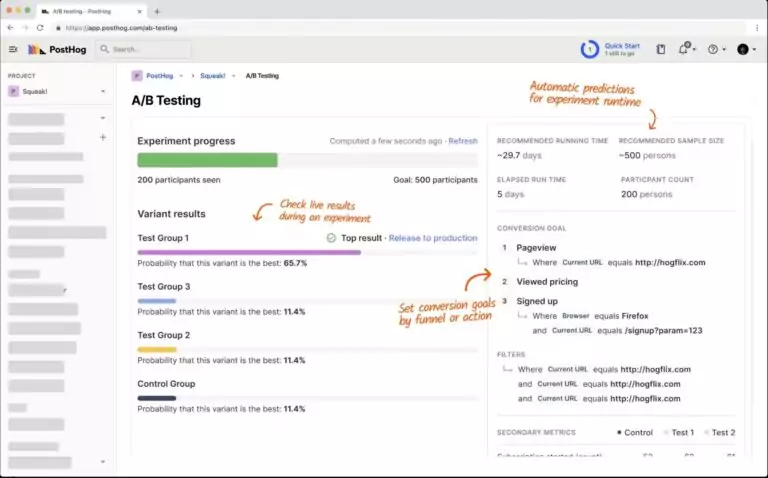 A/B testing - PostHog
https://app.posthog.com/ab-testing
PostHog
Search...
1
Quick Start
1 still to go
PROJECT
P Squeak!
P PostHog
Squeak!
A/B Testing
A/B Testing
Automatic predictions
for experiment runtime
Experiment progress
Computed a few seconds ago · Refresh
200 participants seen
Goal: 500 participants
Check live results
during an experiment
Variant results
Test Group 1
Top result · Release to production
Probability that this variant is the best: 65.7%
Test Group 3
Probability that this variant is the best: 11.4%
Test Group 2
Probability that this variant is the best: 11.4%
Control Group
Probability that this variant is the best: 11.4%
Set conversion goals
by funnel or action
RECOMMENDED RUNNING TIME
~29.7 days
RECOMMENDED SAMPLE SIZE
~500 persons
ELAPSED RUN TIME
5 days
PARTICIPANT COUNT
200 persons
CONVERSION GOAL
1 Pageview
Where Current URL equals http://hogflix.com
2 Viewed pricing
3 Signed up
Where Browser equals Firefox
and Current URL equals /signup?param=123
FILTERS
Where Current URL equals http://hogflix.com
and Current URL equals http://hogflix.com
and Current URL equals http://hogflix.com
SECONDARY METRICS
Control
Test 1
Test 2